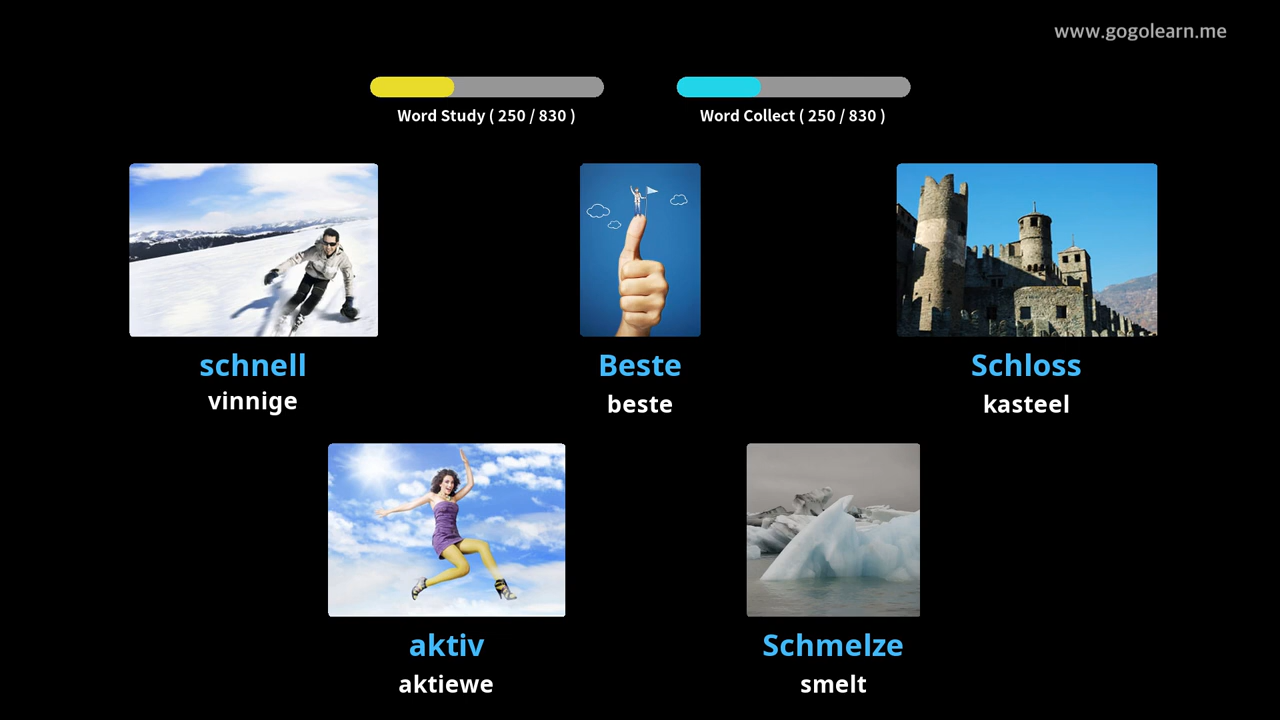 www.gogolearn.me
Word Study ( 250 / 830 )
Word Collect ( 250 / 830 )
schnell
vinnige
Beste
beste
Schloss
kasteel
aktiv
aktiewe
Schmelze
smelt